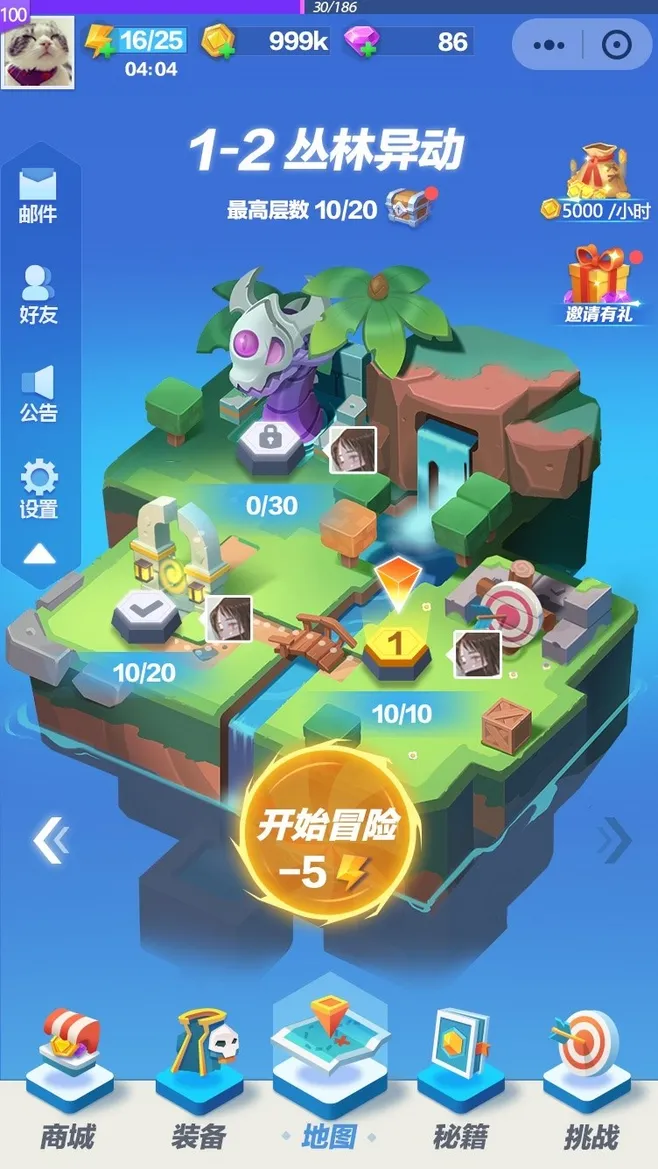 100
30/186
16/25
999k
86
04:04
1-2 丛林异动
最高层数 10/20
5000 /小时
邀请有礼
邮件
好友
公告
设置
0/30
1
10/20
10/10
开始冒险
-5
商城
装备
地图
秘籍
挑战